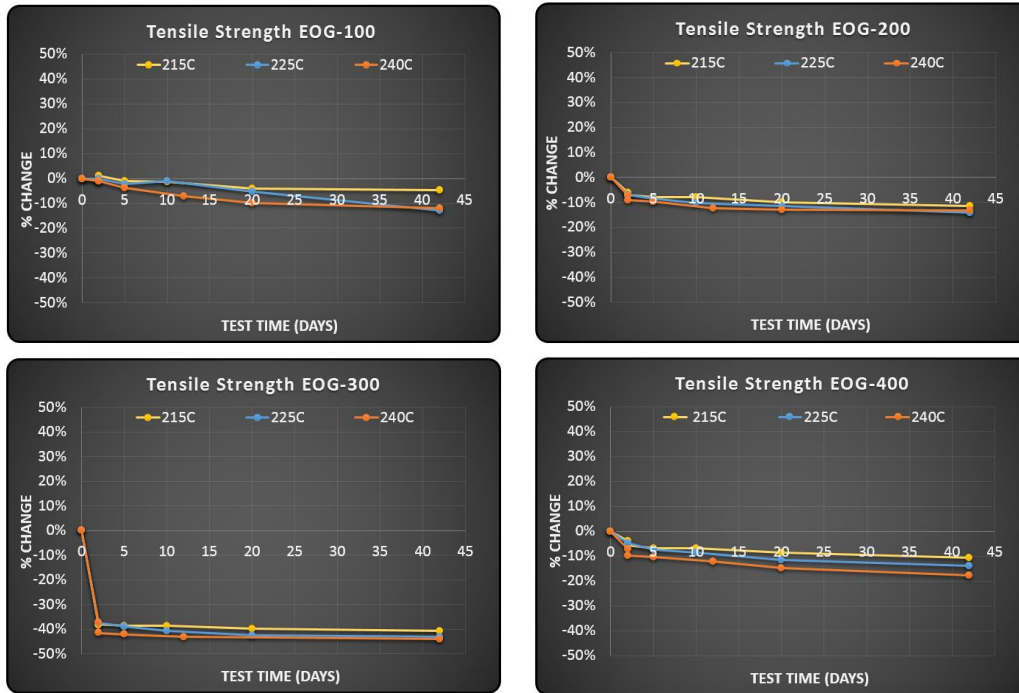 Tensile Strength EOG-100
50%
215C 225C 240C
40%
30%
20%
10%
0%
0 5 10 15 20 25 30 35 40 45
-10%
-20%
-30%
-40%
-50%
% CHANGE
TEST TIME (DAYS)
Tensile Strength EOG-200
50%
215C 225C 240C
40%
30%
20%
10%
0%
0 5 10 15 20 25 30 35 40 45
-10%
-20%
-30%
-40%
-50%
% CHANGE
TEST TIME (DAYS)
Tensile Strength EOG-300
50%
215C 225C 240C
40%
30%
20%
10%
0%
0 5 10 15 20 25 30 35 40 45
-10%
-20%
-30%
-40%
-50%
% CHANGE
TEST TIME (DAYS)
Tensile Strength EOG-400
50%
215C 225C 240C
40%
30%
20%
10%
0%
0 5 10 15 20 25 30 35 40 45
-10%
-20%
-30%
-40%
-50%
% CHANGE
TEST TIME (DAYS)